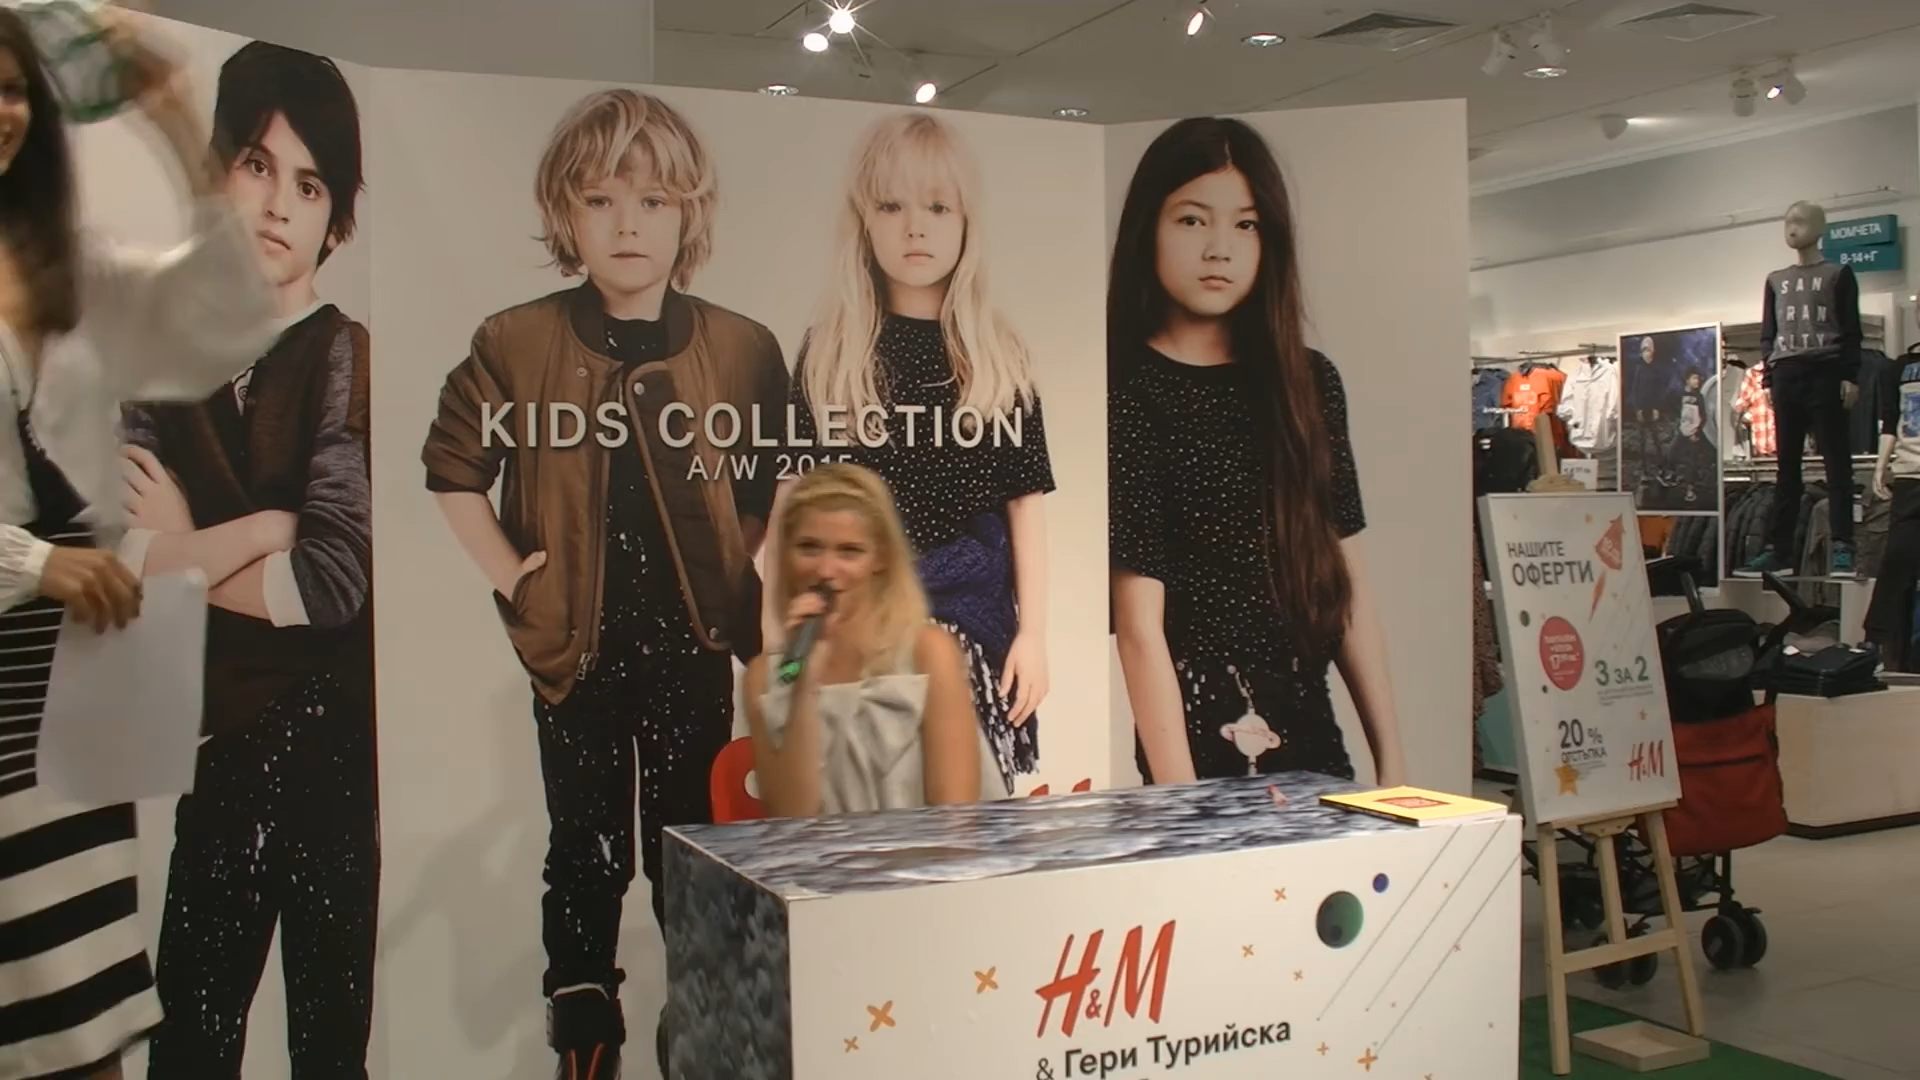 KIDS COLLECTION
A/W 2015
МОМЧЕТА
8-14+Г
SAN
FRAN
CITY
НАШИТЕ
ОФЕРТИ
3 ЗА 2
20 %
ОТСТЪПКА
H&M
H&M
& Гери Турийска